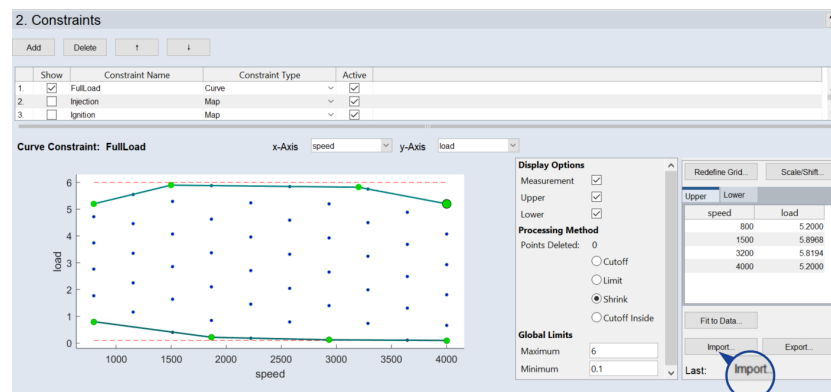 2. Constraints
Add Delete ↑ ↓
Show Constraint Name Constraint Type Active
1. FullLoad Curve
2. Injection Map
3. Ignition Map
Curve Constraint: FullLoad x-Axis speed y-Axis load
6
5
4
3
2
1
0
load
1000 1500 2000 2500 3000 3500 4000
speed
Display Options
Measurement
Upper
Lower
Processing Method
Points Deleted: 0
Cutoff
Limit
Shrink
Cutoff Inside
Global Limits
Maximum 6
Minimum 0.1
Redefine Grid... Scale/Shift...
Upper Lower
speed load
800 5.2000
1500 5.8968
3200 5.8194
4000 5.2000
Fit to Data...
Import... Export...
Last: Import..